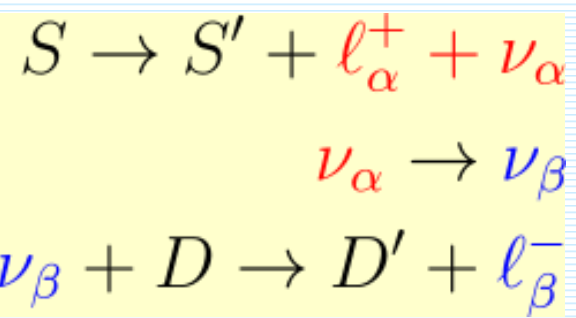 S → S′ + ℓ⁺_α + ν_α
ν_α → ν_β
ν_β + D → D′ + ℓ⁻_β